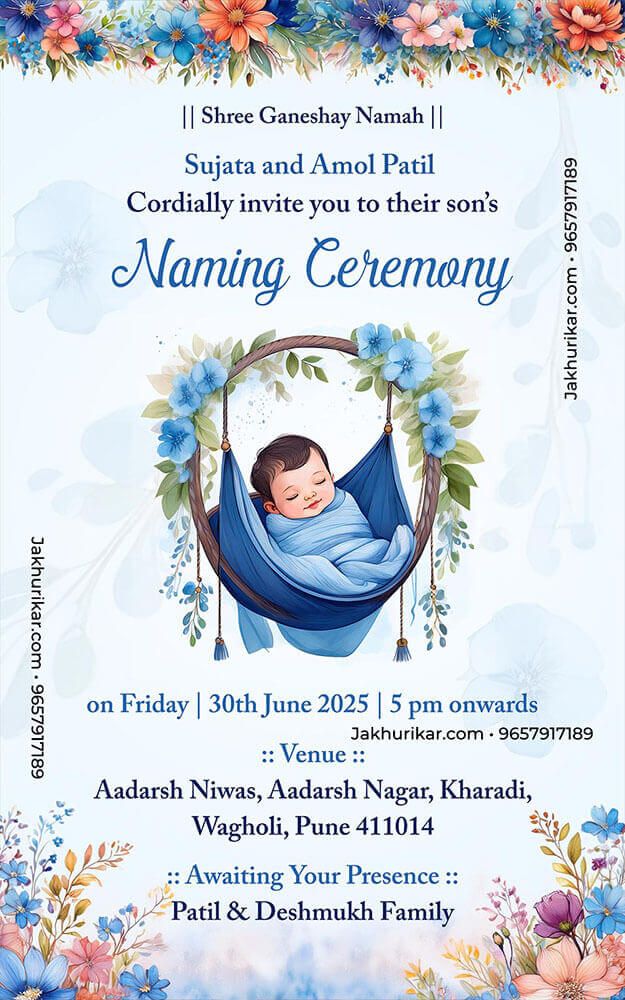 || Shree Ganeshay Namah ||
Sujata and Amol Patil
Cordially invite you to their son's
Naming Ceremony
Jakhurikar.com • 9657917189
Jakhurikar.com • 9657917189
on Friday | 30th June 2025 | 5 pm onwards
Jakhurikar.com • 9657917189
:: Venue ::
Aadarsh Niwas, Aadarsh Nagar, Kharadi,
Wagholi, Pune 411014
:: Awaiting Your Presence ::
Patil & Deshmukh Family